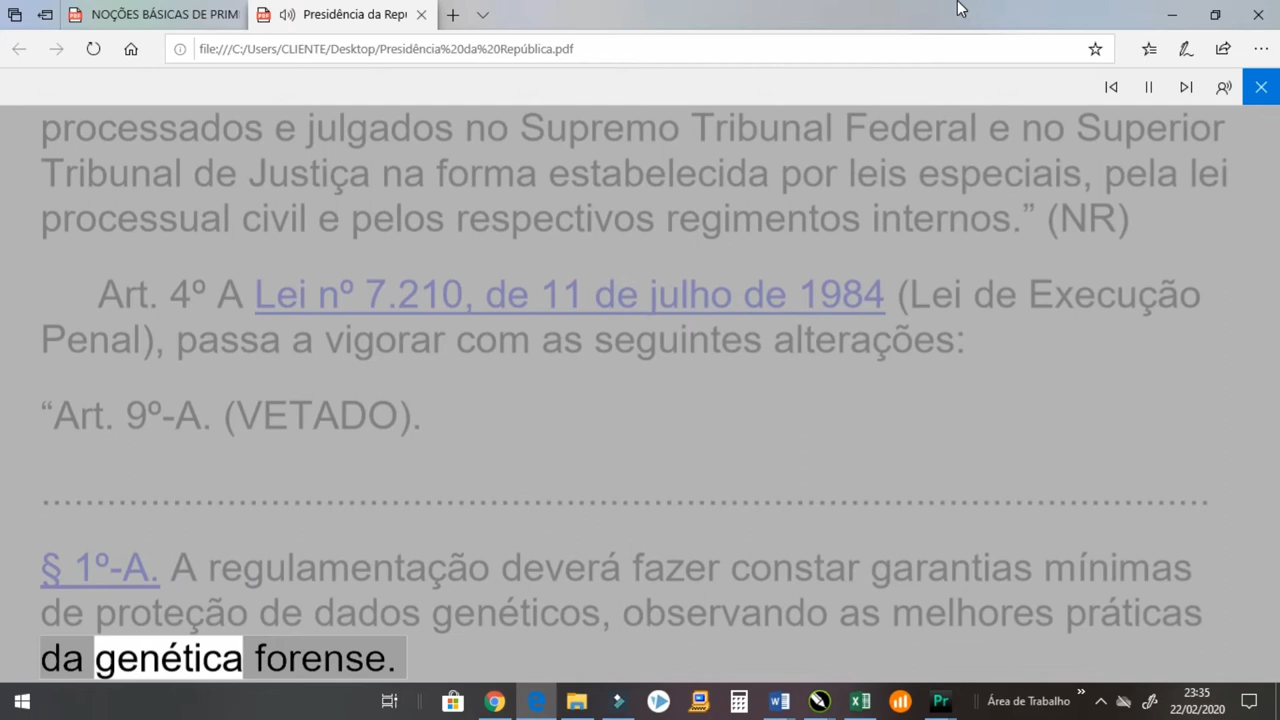 NOÇÕES BÁSICAS DE PRIM
Presidência da Repú
file:///C:/Users/CLIENTE/Desktop/Presidência%20da%20República.pdf
processados e julgados no Supremo Tribunal Federal e no Superior
Tribunal de Justiça na forma estabelecida por leis especiais, pela lei
processual civil e pelos respectivos regimentos internos.” (NR)
Art. 4º A Lei nº 7.210, de 11 de julho de 1984 (Lei de Execução
Penal), passa a vigorar com as seguintes alterações:
“Art. 9º-A. (VETADO).
.....................................................................................
§ 1º-A. A regulamentação deverá fazer constar garantias mínimas
de proteção de dados genéticos, observando as melhores práticas
da genética forense.
Área de Trabalho
23:35
22/02/2020